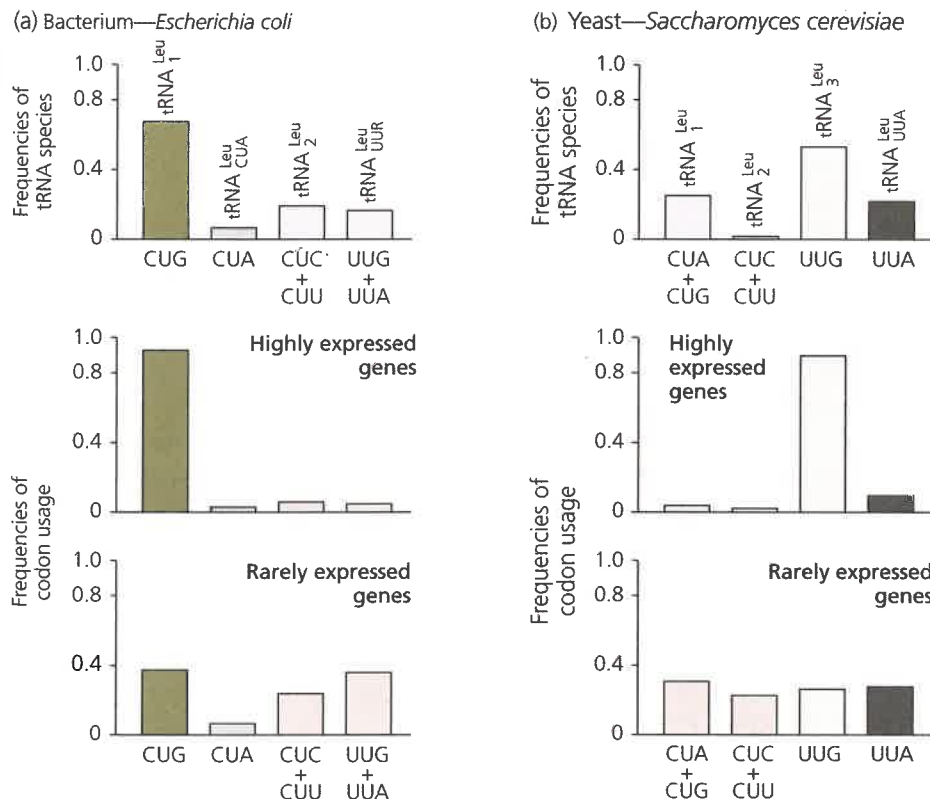 (a) Bacterium—Escherichia coli
Frequencies of
tRNA species
1.0
0.8
0.4
0
tRNA Leu 1
tRNA Leu CUA
tRNA Leu 2
tRNA Leu UUR
CUG
CUA
CUC
+
CUU
UUG
+
UUA
Frequencies of
codon usage
1.0
0.8
0.4
0
Highly expressed
genes
1.0
0.8
0.4
0
Rarely expressed
genes
CUG
CUA
CUC
+
CUU
UUG
+
UUA
(b) Yeast—Saccharomyces cerevisiae
Frequencies of
tRNA species
1.0
0.8
0.4
0
tRNA Leu 1
tRNA Leu 2
tRNA Leu 3
tRNA Leu UUA
CUA
+
CUG
CUC
+
CUU
UUG
UUA
Frequencies of
codon usage
1.0
0.8
0.4
0
Highly
expressed
genes
1.0
0.8
0.4
0
Rarely expressed
genes
CUA
+
CUG
CUC
+
CUU
UUG
UUA